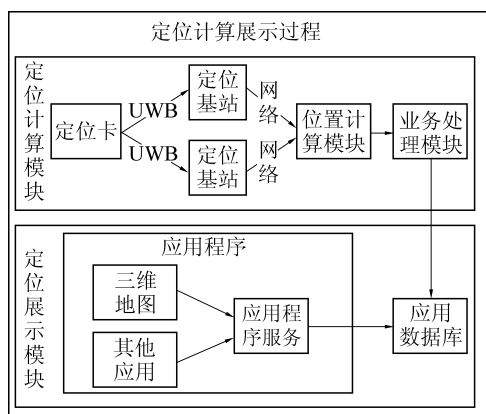 定位计算展示过程
定位计算模块
定位卡
UWB
UWB
定位
基站
定位
基站
网络
网络
位置计
算模块
业务处
理模块
定位展示模块
应用程序
三维
地图
其他
应用
应用程
序服务
应用
数据库